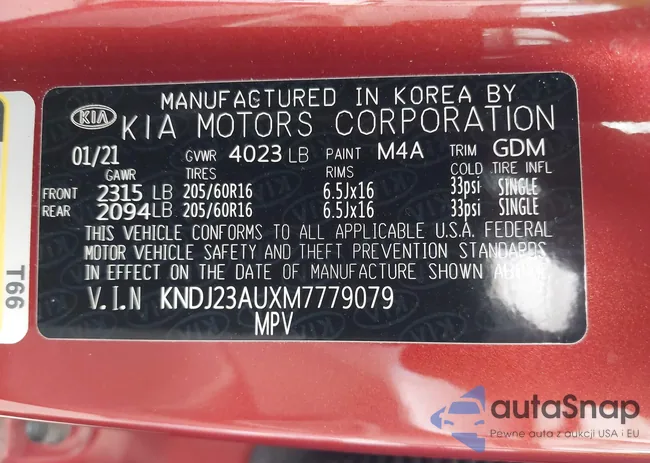 MANUFACTURED IN KOREA BY
KIA KIA MOTORS CORPORATION
01/21 GVWR 4023 LB PAINT M4A TRIM GDM
GAWR TIRES RIMS COLD TIRE INFL
FRONT 2315 LB 205/60R16 6.5Jx16 33psi SINGLE
REAR 2094LB 205/60R16 6.5Jx16 33psi SINGLE
THIS VEHICLE CONFORMS TO ALL APPLICABLE U.S.A. FEDERAL
MOTOR VEHICLE SAFETY AND THEFT PREVENTION STANDARDS
IN EFFECT ON THE DATE OF MANUFACTURE SHOWN ABOVE.
V.I.N KNDJ23AUXM7779079
MPV
T66
autoSnap
Pewne auta z aukcji USA i EU